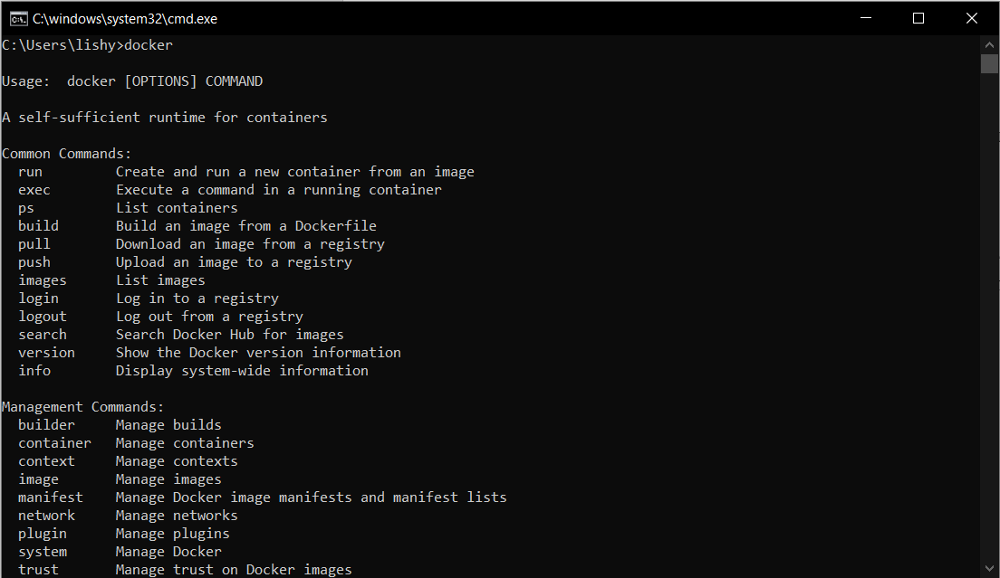 C:\windows\system32\cmd.exe
C:\Users\lishy>docker
Usage:  docker [OPTIONS] COMMAND
A self-sufficient runtime for containers
Common Commands:
  run         Create and run a new container from an image
  exec        Execute a command in a running container
  ps          List containers
  build       Build an image from a Dockerfile
  pull        Download an image from a registry
  push        Upload an image to a registry
  images      List images
  login       Log in to a registry
  logout      Log out from a registry
  search      Search Docker Hub for images
  version     Show the Docker version information
  info        Display system-wide information
Management Commands:
  builder     Manage builds
  container   Manage containers
  context     Manage contexts
  image       Manage images
  manifest    Manage Docker image manifests and manifest lists
  network     Manage networks
  plugin      Manage plugins
  system      Manage Docker
  trust       Manage trust on Docker images